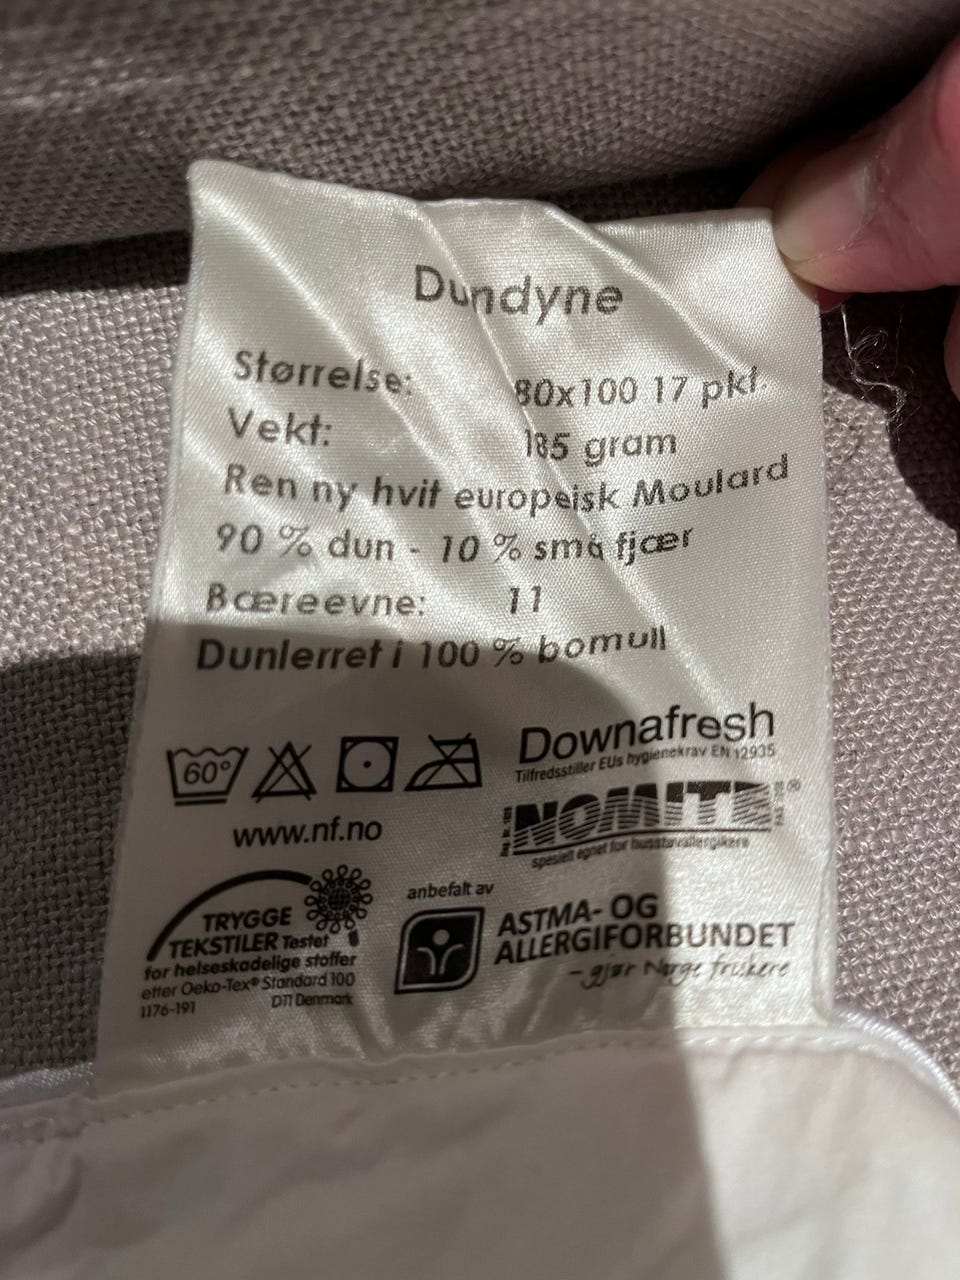 Dundyne
Størrelse: 80x100 17 pkf.
Vekt: 185 gram
Ren ny hvit europeisk Moulard
90 % dun - 10 % små fjær
Bæreevne: 11
Dunlerret i 100 % bomull
60°
Downafresh
Tilfredsstiller EUs hygienekrav EN 12935
www.nf.no
NOMITE®
spesielt egnet for husstøvallergikere
TRYGGE
TEKSTILER Testet
for helseskadelige stoffer
etter Oeko-Tex® Standard 100
1176-191 DTI Denmark
anbefalt av
ASTMA- OG
ALLERGIFORBUNDET
- gjør Norge friskere